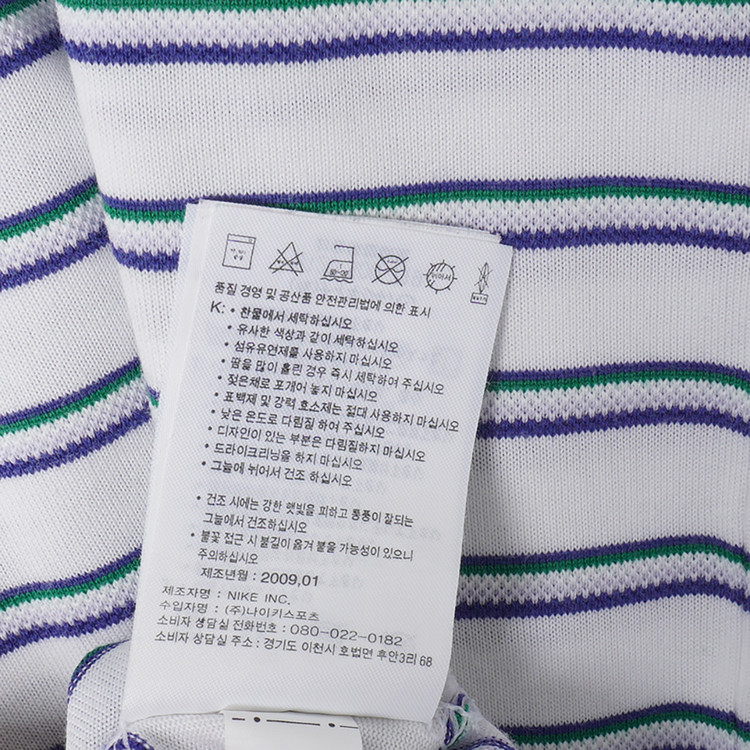 80-120
품질 경영 및 공산품 안전관리법에 의한 표시
K: • 찬물에서 세탁하십시오
• 유사한 색상과 같이 세탁하십시오
• 섬유유연제를 사용하지 마십시오
• 땀을 많이 흘린 경우 즉시 세탁하여 주십시오
• 젖은채로 포개어 놓지 마십시오
• 표백제 및 강력 효소제는 절대 사용하지 마십시오
• 낮은 온도로 다림질 하여 주십시오
• 디자인이 있는 부분은 다림질하지 마십시오
• 드라이크리닝을 하지 마십시오
• 그늘에 뉘어서 건조 하십시오
• 건조 시에는 강한 햇빛을 피하고 통풍이 잘되는
그늘에서 건조하십시오
• 불꽃 접근 시 불길이 옮겨 붙을 가능성이 있으니
주의하십시오
제조년월 : 2009,01
제조자명 : NIKE INC.
수입자명 : (주)나이키스포츠
소비자 상담실 전화번호 : 080-022-0182
소비자 상담실 주소 : 경기도 이천시 호법면 후안3리 68